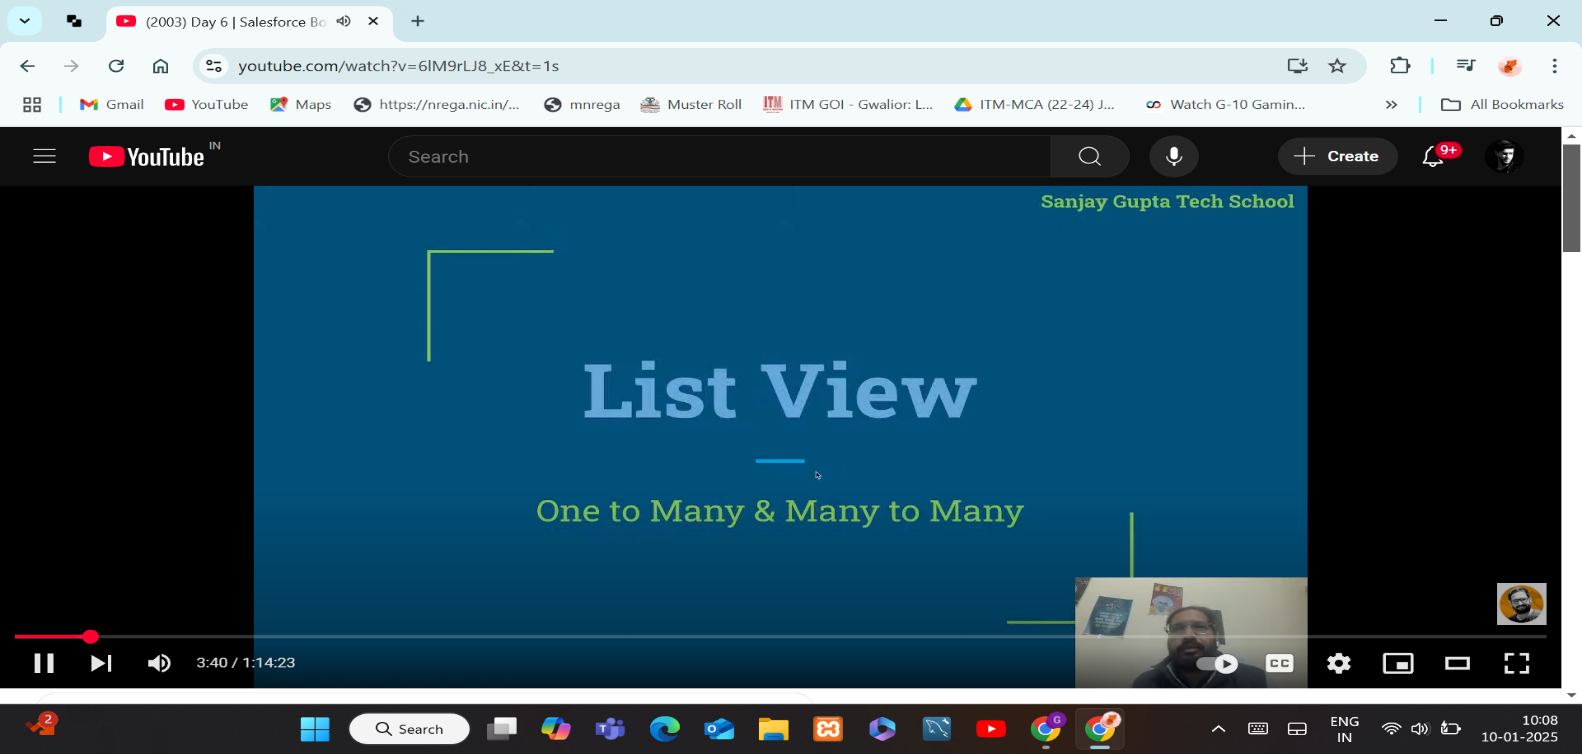 (2003) Day 6 | Salesforce Bo
youtube.com/watch?v=6lM9rLJ8_xE&t=1s
Gmail
YouTube
Maps
https://nrega.nic.in/...
mnrega
Muster Roll
ITM GOI - Gwalior: L...
ITM-MCA (22-24) J...
Watch G-10 Gamin...
All Bookmarks
YouTube IN
Search
Create
9+
Sanjay Gupta Tech School
List View
One to Many & Many to Many
3:40 / 1:14:23
CC
2
Search
G
ENG
IN
10:08
10-01-2025